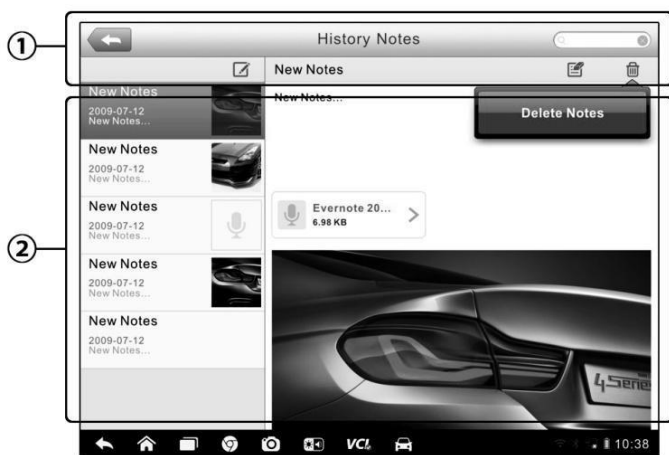 1
History Notes
New Notes
New Notes
2009-07-12
New Notes...
New Notes...
Delete Notes
New Notes
2009-07-12
New Notes...
2
New Notes
2009-07-12
New Notes...
Evernote 20...
6.98 KB
New Notes
2009-07-12
New Notes...
New Notes
2009-07-12
New Notes...
4Series
VCI
10:38